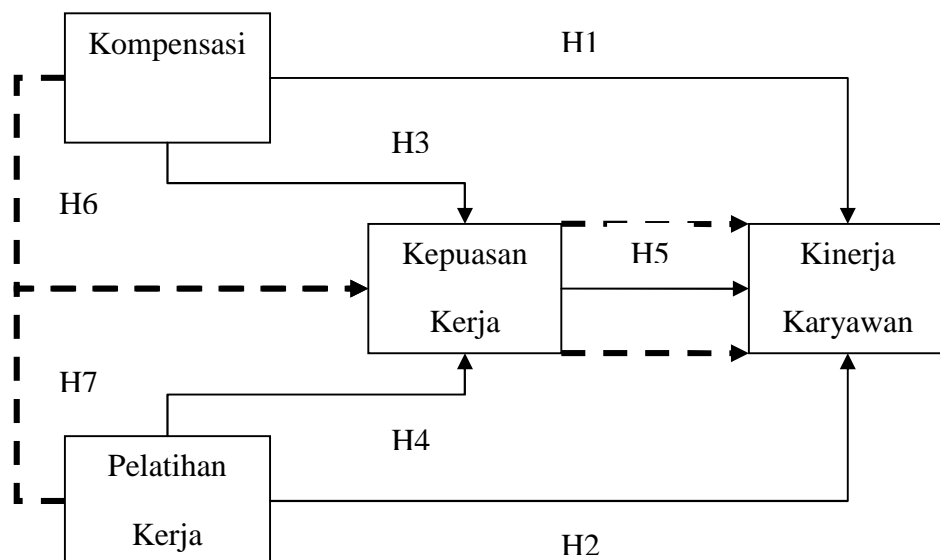 Kompensasi
H1
H3
H6
Kepuasan
Kerja
H5
Kinerja
Karyawan
H7
H4
Pelatihan
Kerja
H2